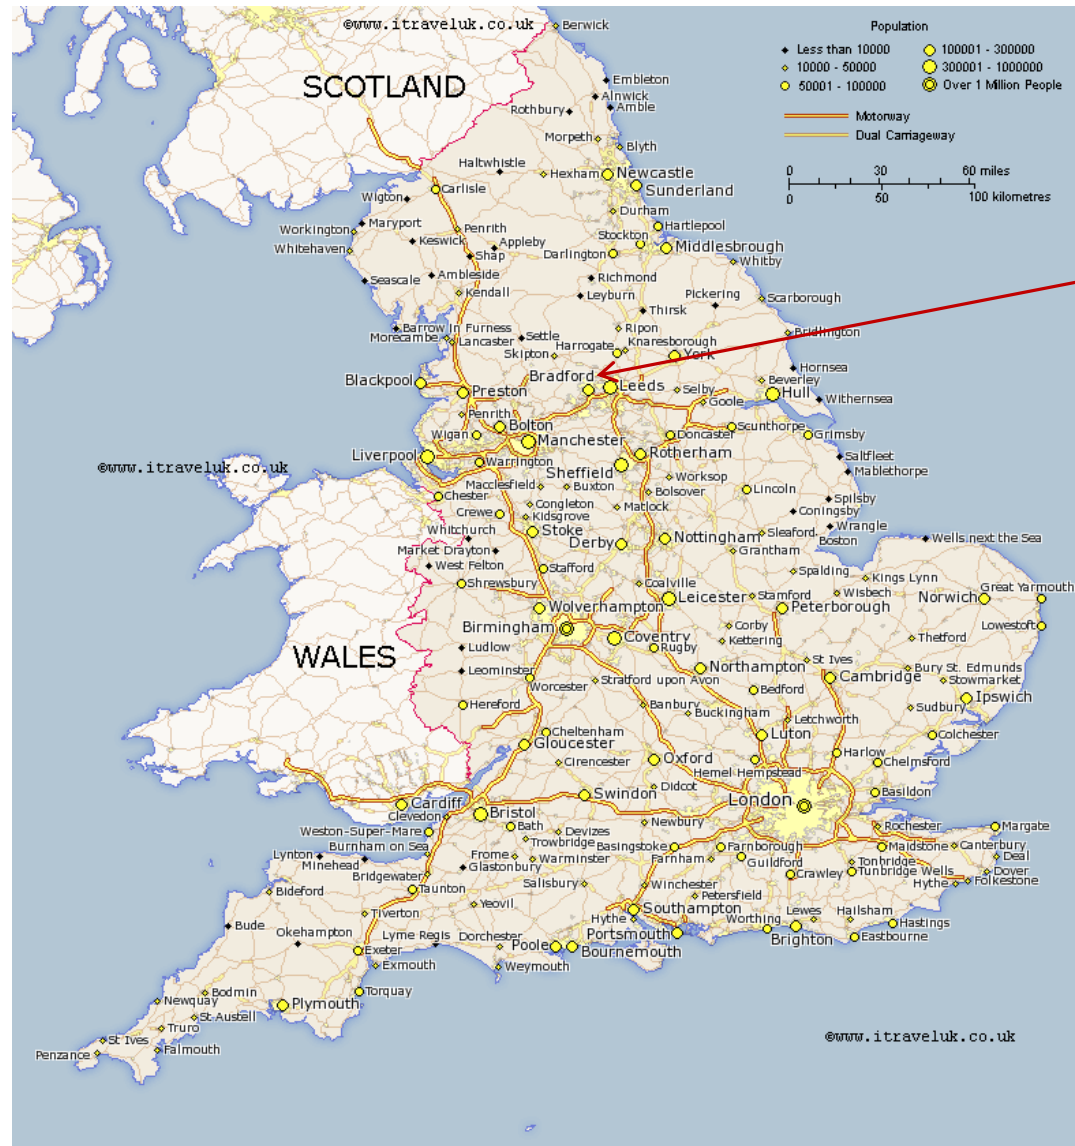 ©www.itraveluk.co.uk
Berwick
Population
Less than 10000
100001 - 300000
10000 - 50000
300001 - 1000000
50001 - 100000
Over 1 Million People
Motorway
Dual Carriageway
0 30 60 miles
0 50 100 kilometres
SCOTLAND
Embleton
Alnwick
Amble
Rothbury
Morpeth
Blyth
Haltwhistle
Hexham
Newcastle
Sunderland
Carlisle
Wigton
Durham
Maryport
Workington
Penrith
Hartlepool
Stockton
Keswick
Appleby
Whitehaven
Shap
Darlington
Middlesbrough
Whitby
Ambleside
Richmond
Seascale
Kendall
Leyburn
Pickering
Scarborough
Thirsk
Barrow In Furness
Settle
Ripon
Bridlington
Morecambe
Lancaster
Harrogate
Knaresborough
Skipton
York
Hornsea
Blackpool
Bradford
Leeds
Beverley
Preston
Selby
Hull
Goole
Withernsea
Penrith
Bolton
Wigan
Scunthorpe
Manchester
Doncaster
Grimsby
Liverpool
Warrington
Rotherham
Saltfleet
©www.itraveluk.co.uk
Sheffield
Mablethorpe
Macclesfield
Buxton
Worksop
Chester
Bolsover
Lincoln
Spilsby
Crewe
Congleton
Matlock
Coningsby
Kidsgrove
Whitchurch
Stoke
Wrangle
Sleaford
Boston
Market Drayton
Derby
Nottingham
Wells next the Sea
Grantham
West Felton
Stafford
Spalding
Kings Lynn
Shrewsbury
Coalville
Great Yarmouth
Wisbech
Leicester
Stamford
Norwich
Wolverhampton
Peterborough
Birmingham
Corby
Lowestoft
Coventry
Kettering
Thetford
Ludlow
Rugby
WALES
St Ives
Leominster
Northampton
Bury St. Edmunds
Worcester
Stratford upon Avon
Cambridge
Stowmarket
Bedford
Ipswich
Hereford
Banbury
Buckingham
Sudbury
Letchworth
Cheltenham
Luton
Colchester
Gloucester
Harlow
Cirencester
Oxford
Chelmsford
Hemel Hempstead
Didcot
Swindon
London
Basildon
Cardiff
Clevedon
Bristol
Weston-Super-Mare
Bath
Devizes
Newbury
Rochester
Margate
Burnham on Sea
Trowbridge
Basingstoke
Farnborough
Maidstone
Canterbury
Lynton
Minehead
Frome
Warminster
Farnham
Guildford
Tonbridge
Deal
Glastonbury
Bridgewater
Crawley
Tunbridge Wells
Dover
Taunton
Salisbury
Winchester
Hythe
Folkestone
Bideford
Petersfield
Yeovil
Tiverton
Southampton
Bude
Hythe
Worthing
Lewes
Hailsham
Hastings
Okehampton
Lyme Regis
Dorchester
Portsmouth
Brighton
Eastbourne
Exeter
Poole
Bournemouth
Exmouth
Weymouth
Bodmin
Torquay
Newquay
Plymouth
St Austell
Truro
©www.itraveluk.co.uk
St Ives
Penzance
Falmouth